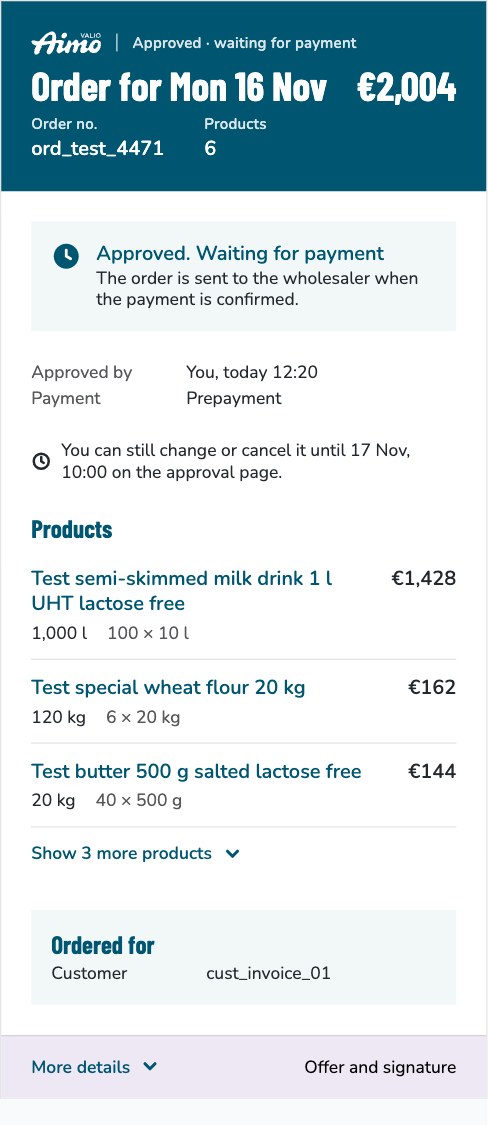 VALIO
Aimo
Approved · waiting for payment
Order for Mon 16 Nov €2,004
Order no. Products
ord_test_4471 6
Approved. Waiting for payment
The order is sent to the wholesaler when
the payment is confirmed.
Approved by You, today 12:20
Payment Prepayment
You can still change or cancel it until 17 Nov,
10:00 on the approval page.
Products
Test semi-skimmed milk drink 1 l €1,428
UHT lactose free
1,000 l 100 × 10 l
Test special wheat flour 20 kg €162
120 kg 6 × 20 kg
Test butter 500 g salted lactose free €144
20 kg 40 × 500 g
Show 3 more products
Ordered for
Customer cust_invoice_01
More details Offer and signature